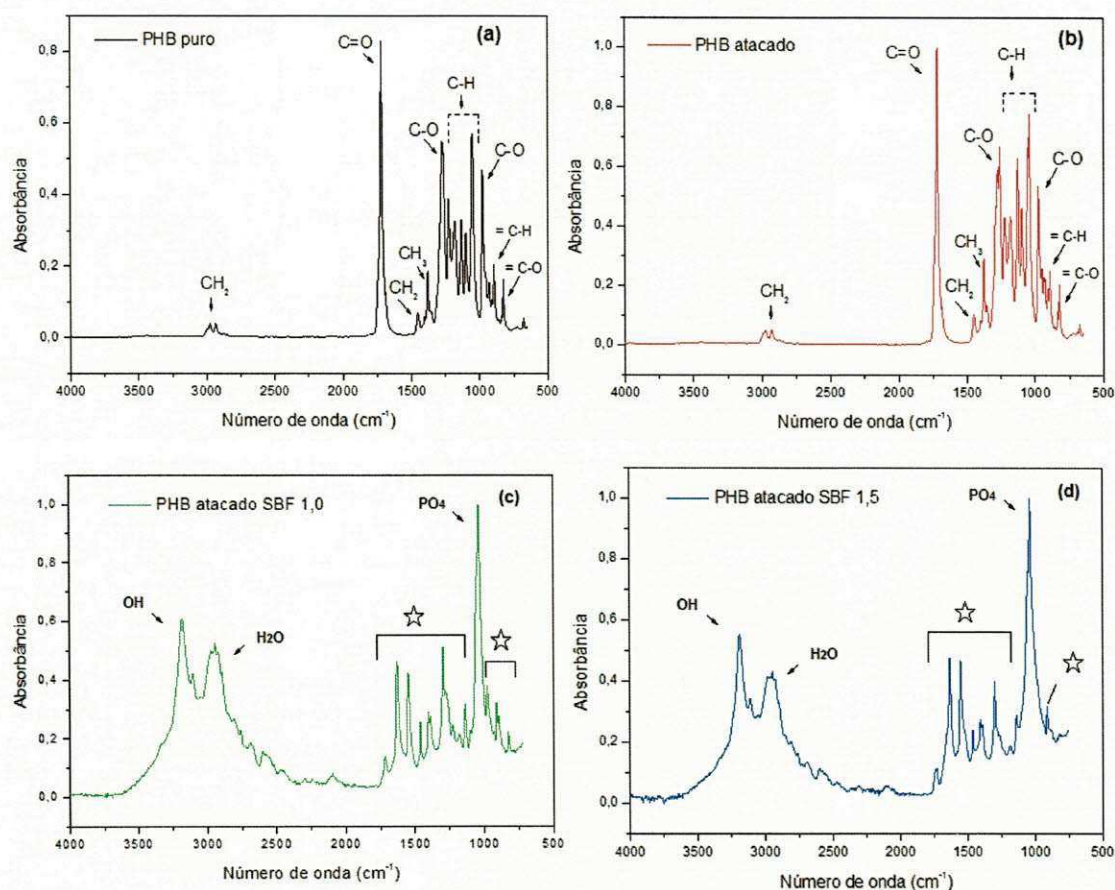 (a)
PHB puro
C=O
C-H
C-O
C-O
= C-H
= C-O
CH3
CH2
CH2
0,8
0,6
0,4
0,2
0,0
Absorbância
4000 3500 3000 2500 2000 1500 1000 500
Número de onda (cm-1)
(b)
PHB atacado
C=O
C-H
C-O
C-O
= C-H
= C-O
CH3
CH2
CH2
1,0
0,8
0,6
0,4
0,2
0,0
Absorbância
4000 3500 3000 2500 2000 1500 1000 500
Número de onda (cm-1)
(c)
PHB atacado SBF 1,0
PO4
OH
H2O
1,0
0,8
0,6
0,4
0,2
0,0
Absorbância
4000 3500 3000 2500 2000 1500 1000 500
Número de onda (cm-1)
(d)
PHB atacado SBF 1,5
PO4
OH
H2O
1,0
0,8
0,6
0,4
0,2
0,0
Absorbância
4000 3500 3000 2500 2000 1500 1000 500
Número de onda (cm-1)